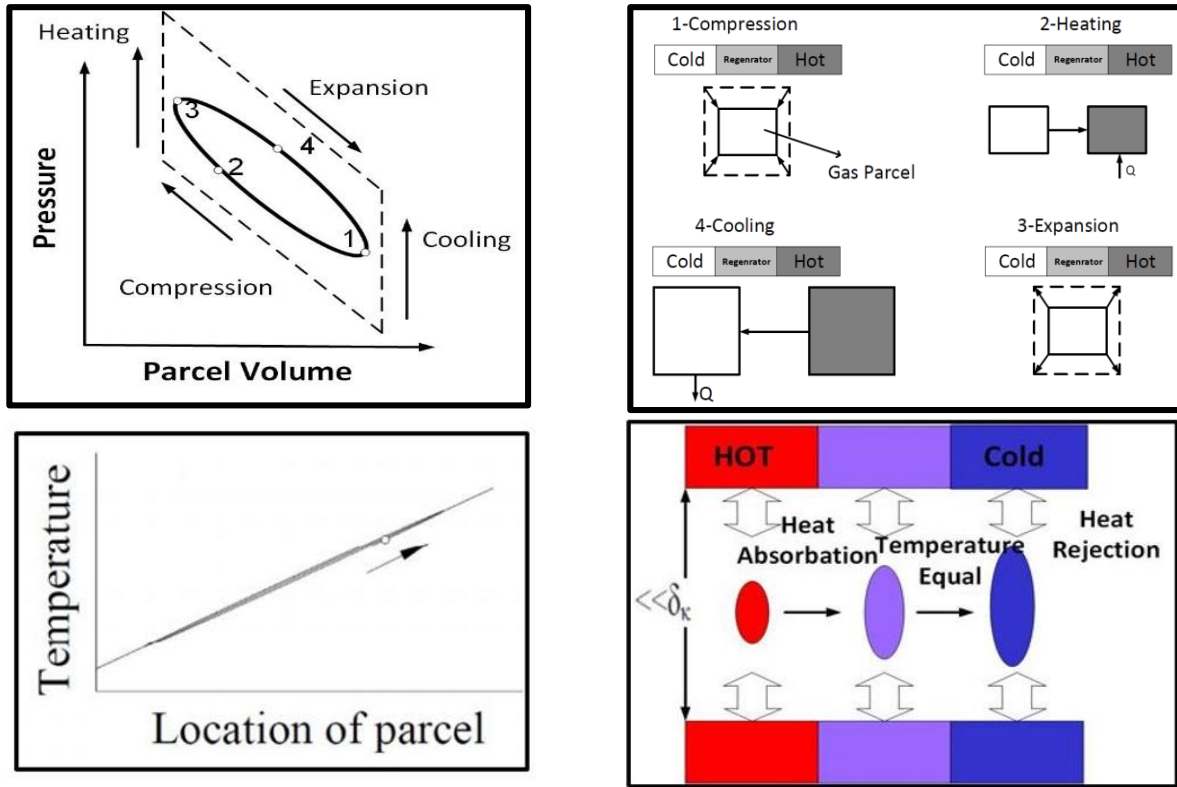 Heating
Expansion
3
4
2
1
Cooling
Compression
Pressure
Parcel Volume
1-Compression
Cold Regenrator Hot
Gas Parcel
2-Heating
Cold Regenrator Hot
Q
4-Cooling
Cold Regenrator Hot
Q
3-Expansion
Cold Regenrator Hot
Temperature
Location of parcel
HOT
Cold
Heat
Absorbation
Temperature
Equal
Heat
Rejection
<<δκ